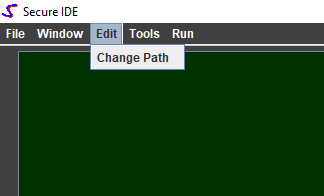 Secure IDE
File Window Edit Tools Run
Change Path